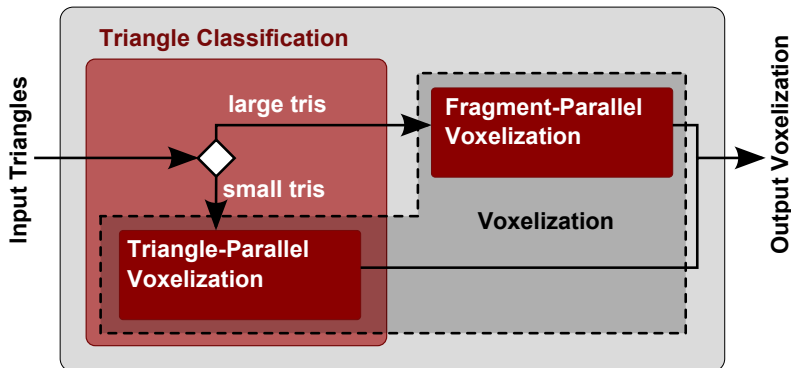 Triangle Classification
Input Triangles
large tris
small tris
Fragment-Parallel
Voxelization
Triangle-Parallel
Voxelization
Voxelization
Output Voxelization